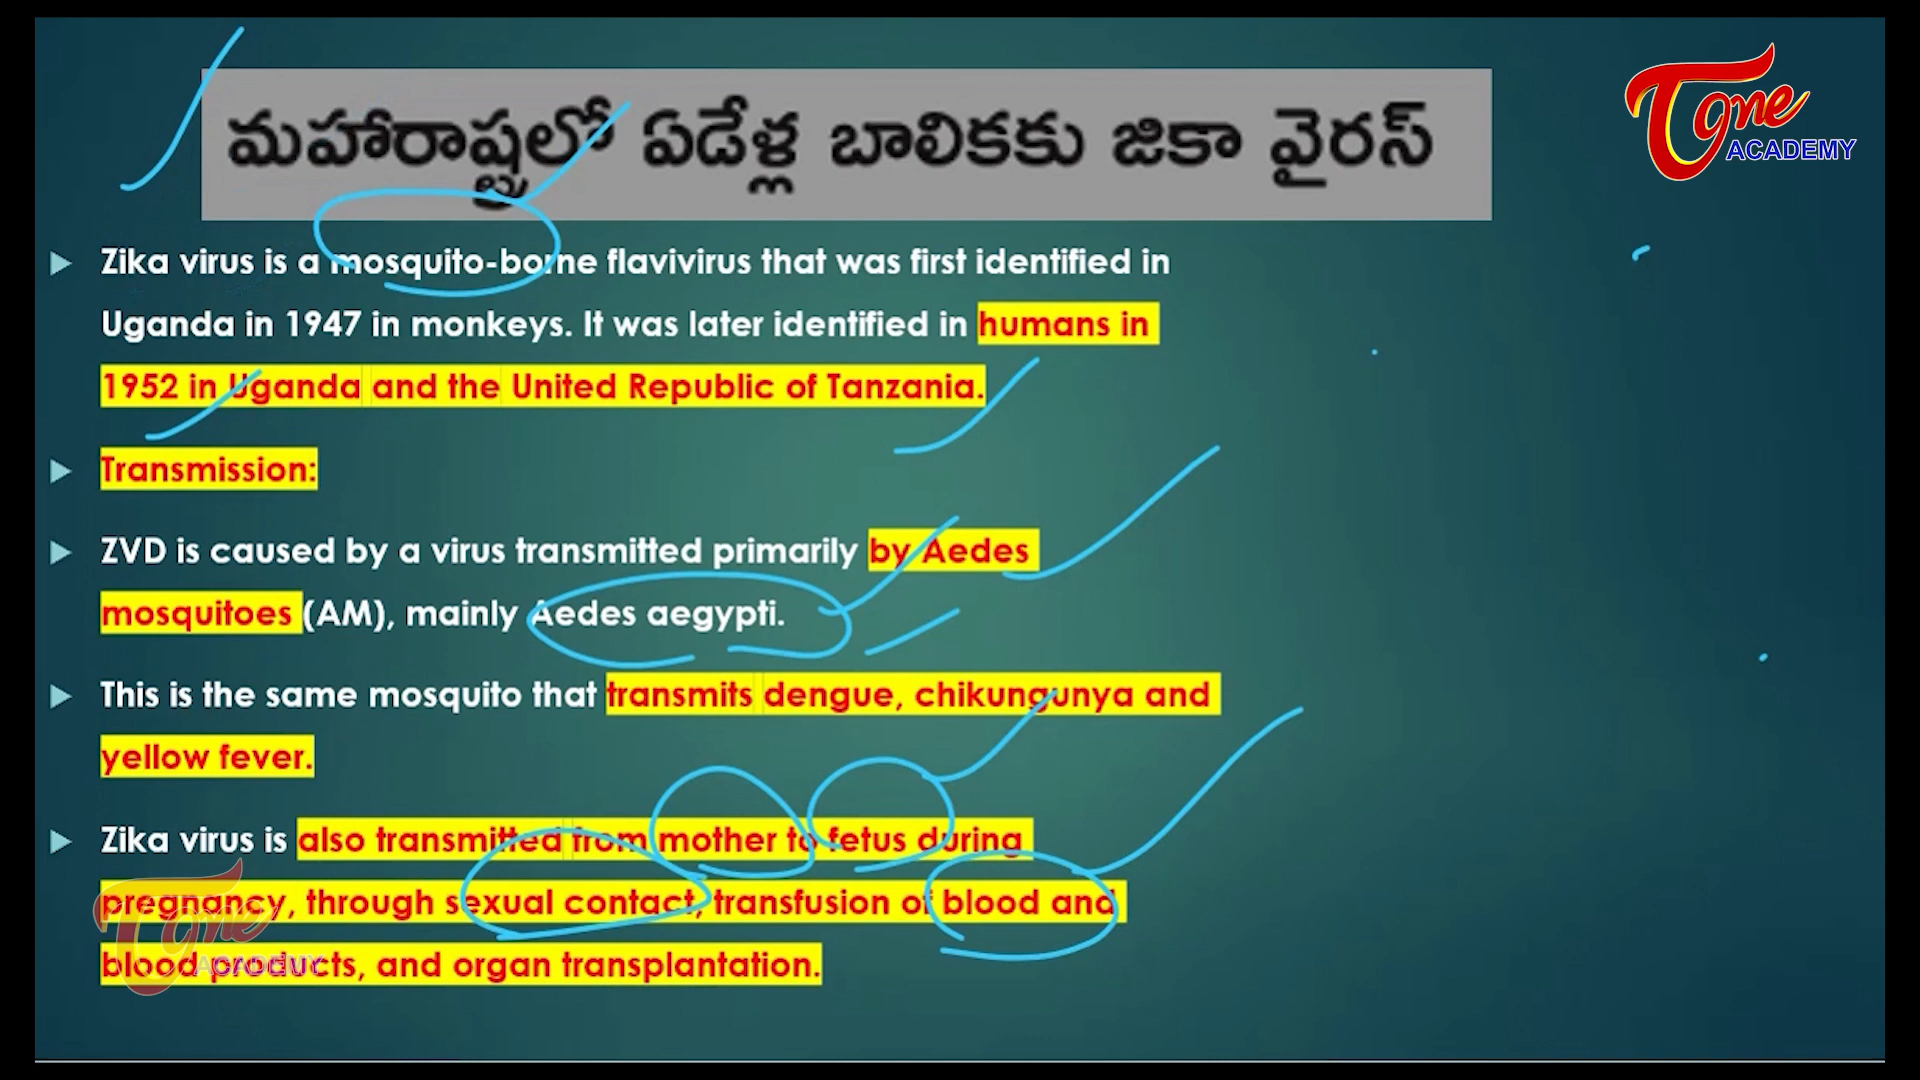 మహారాష్ట్రలో ఏడేళ్ల బాలికకు జికా వైరస్
Tone
ACADEMY
Zika virus is a mosquito-borne flavivirus that was first identified in
Uganda in 1947 in monkeys. It was later identified in humans in
1952 in Uganda and the United Republic of Tanzania.
Transmission:
ZVD is caused by a virus transmitted primarily by Aedes
mosquitoes (AM), mainly Aedes aegypti.
This is the same mosquito that transmits dengue, chikungunya and
yellow fever.
Zika virus is also transmitted from mother to fetus during
pregnancy, through sexual contact, transfusion of blood and
blood products, and organ transplantation.
Tone
ACADEMY